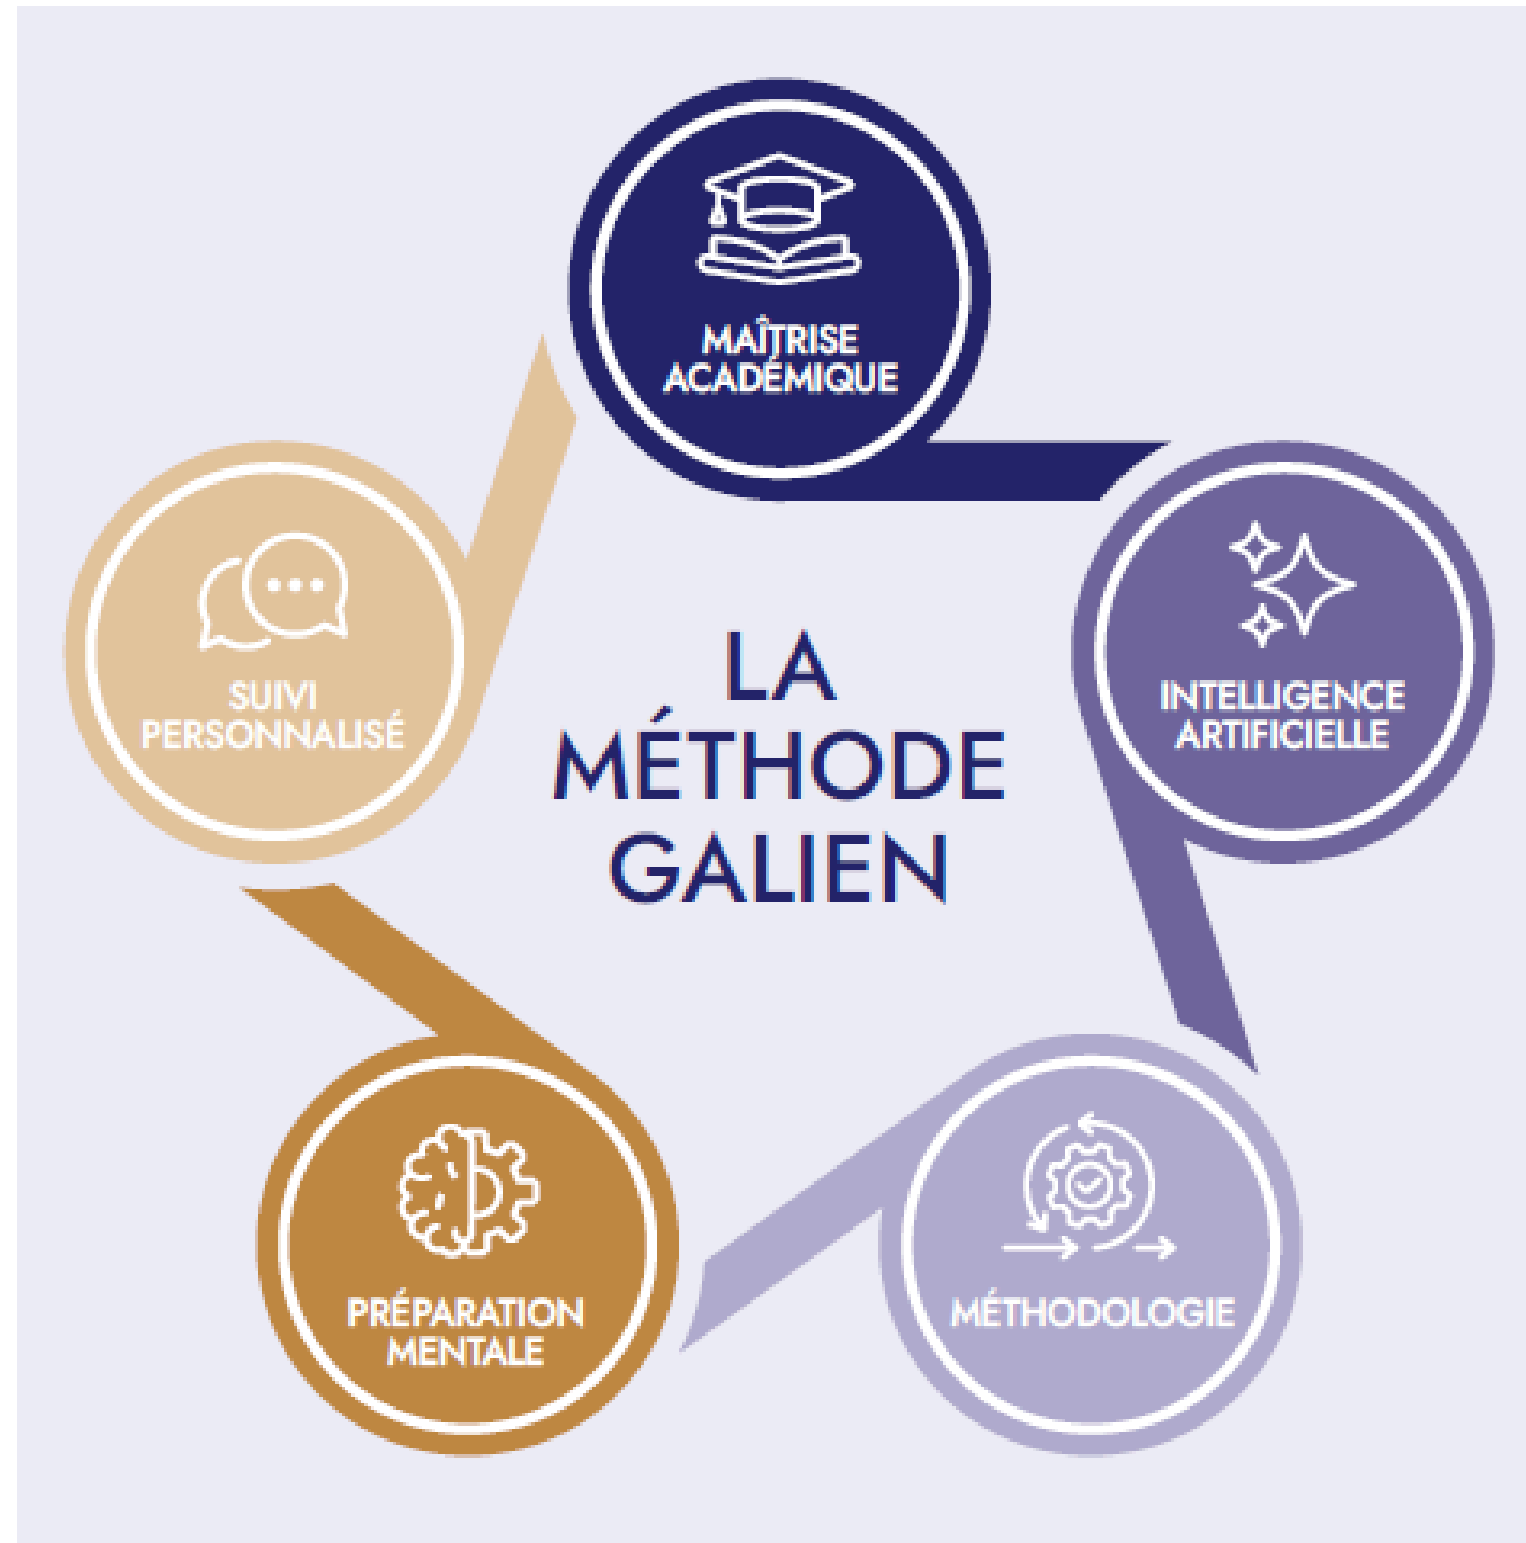 MAÎTRISE
ACADÉMIQUE
INTELLIGENCE
ARTIFICIELLE
MÉTHODOLOGIE
PRÉPARATION
MENTALE
SUIVI
PERSONNALISÉ
LA
MÉTHODE
GALIEN